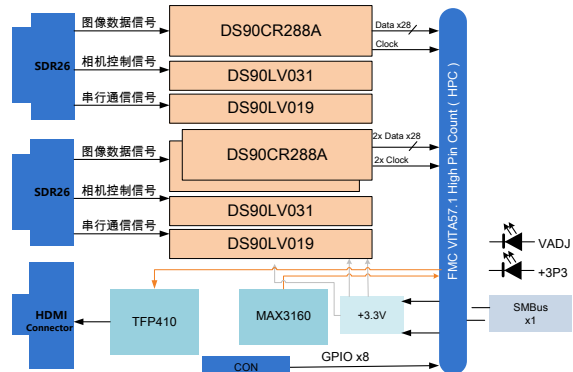 图像数据信号
DS90CR288A
Data x28
Clock
SDR26
相机控制信号
DS90LV031
串行通信信号
DS90LV019
图像数据信号
DS90CR288A
2x Data x28
2x Clock
SDR26
相机控制信号
DS90LV031
串行通信信号
DS90LV019
FMC VITA57.1 High Pin Count（HPC）
VADJ
+3P3
HDMI
Connector
TFP410
MAX3160
+3.3V
SMBus
x1
GPIO x8
CON